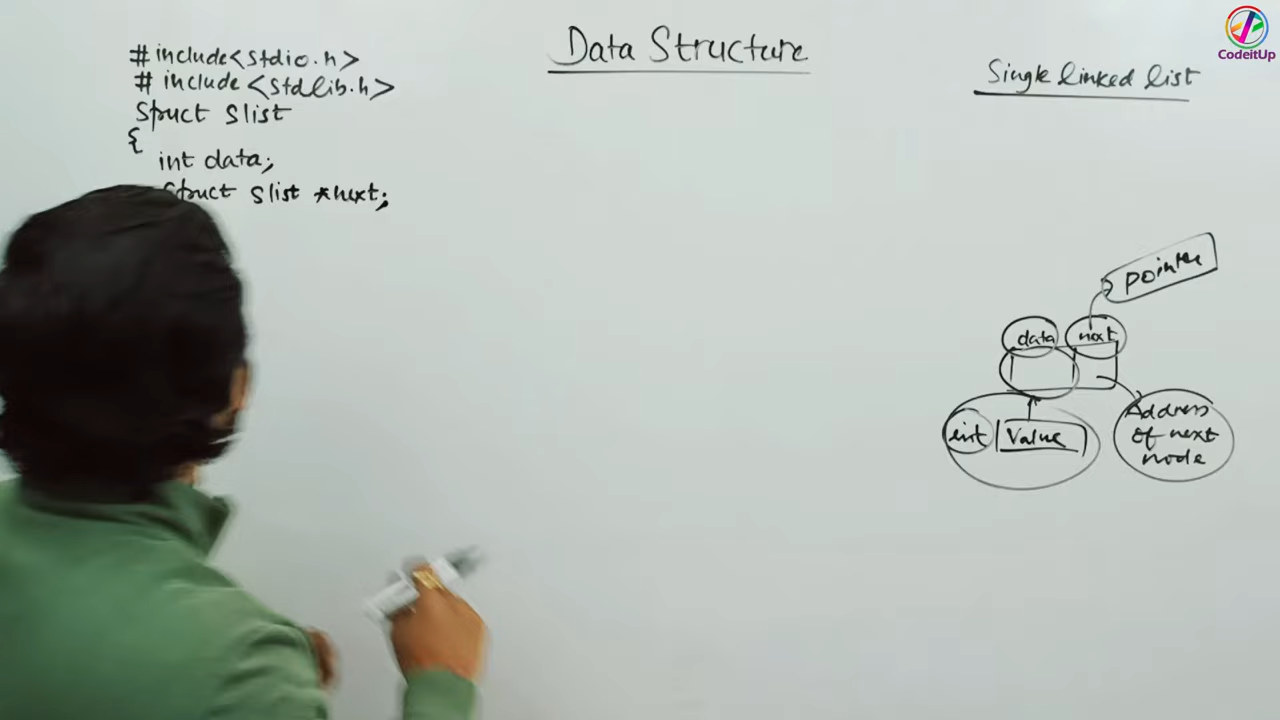 Data Structure
CodeitUp
#include<stdio.h>
# include <stdlib.h>
Struct Slist
{
int data;
Struct Slist *next;
Single linked list
Pointer
data next
int Value
Address
of next
node